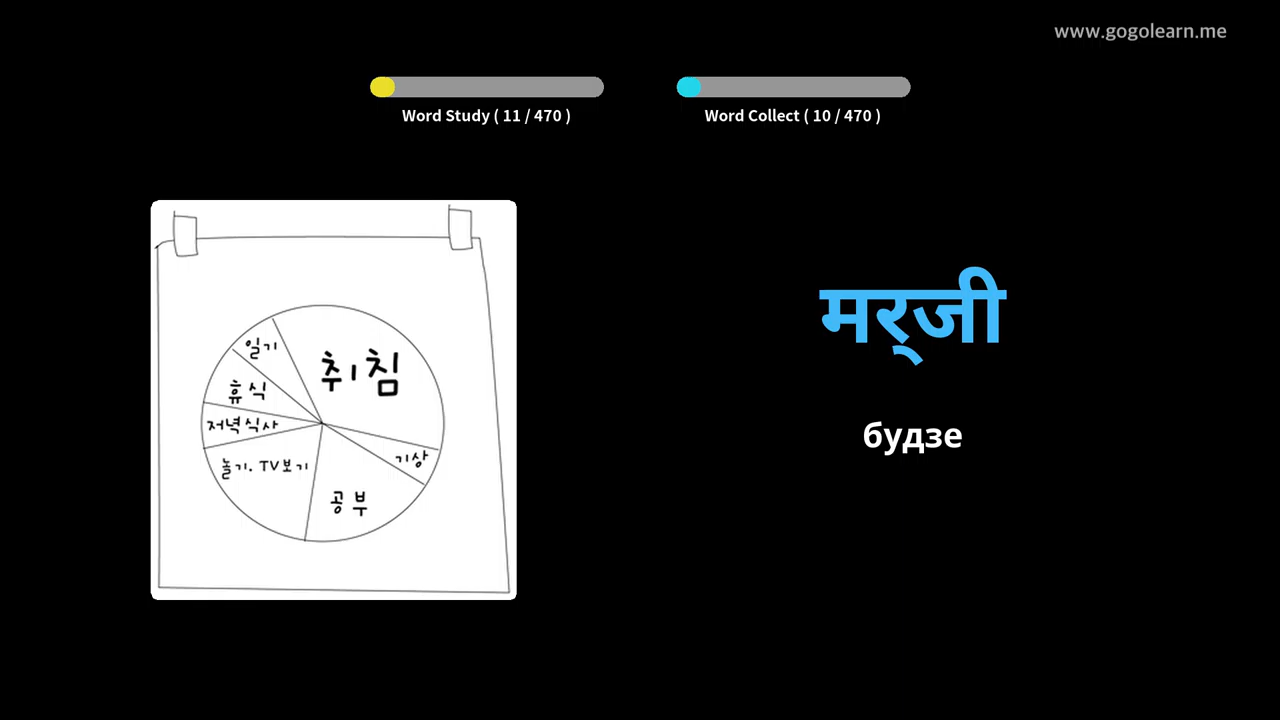 www.gogolearn.me
Word Study ( 11 / 470 )
Word Collect ( 10 / 470 )
일기
취침
휴식
저녁식사
놀기. TV보기
기상
공부
मर्‌जी
будзе